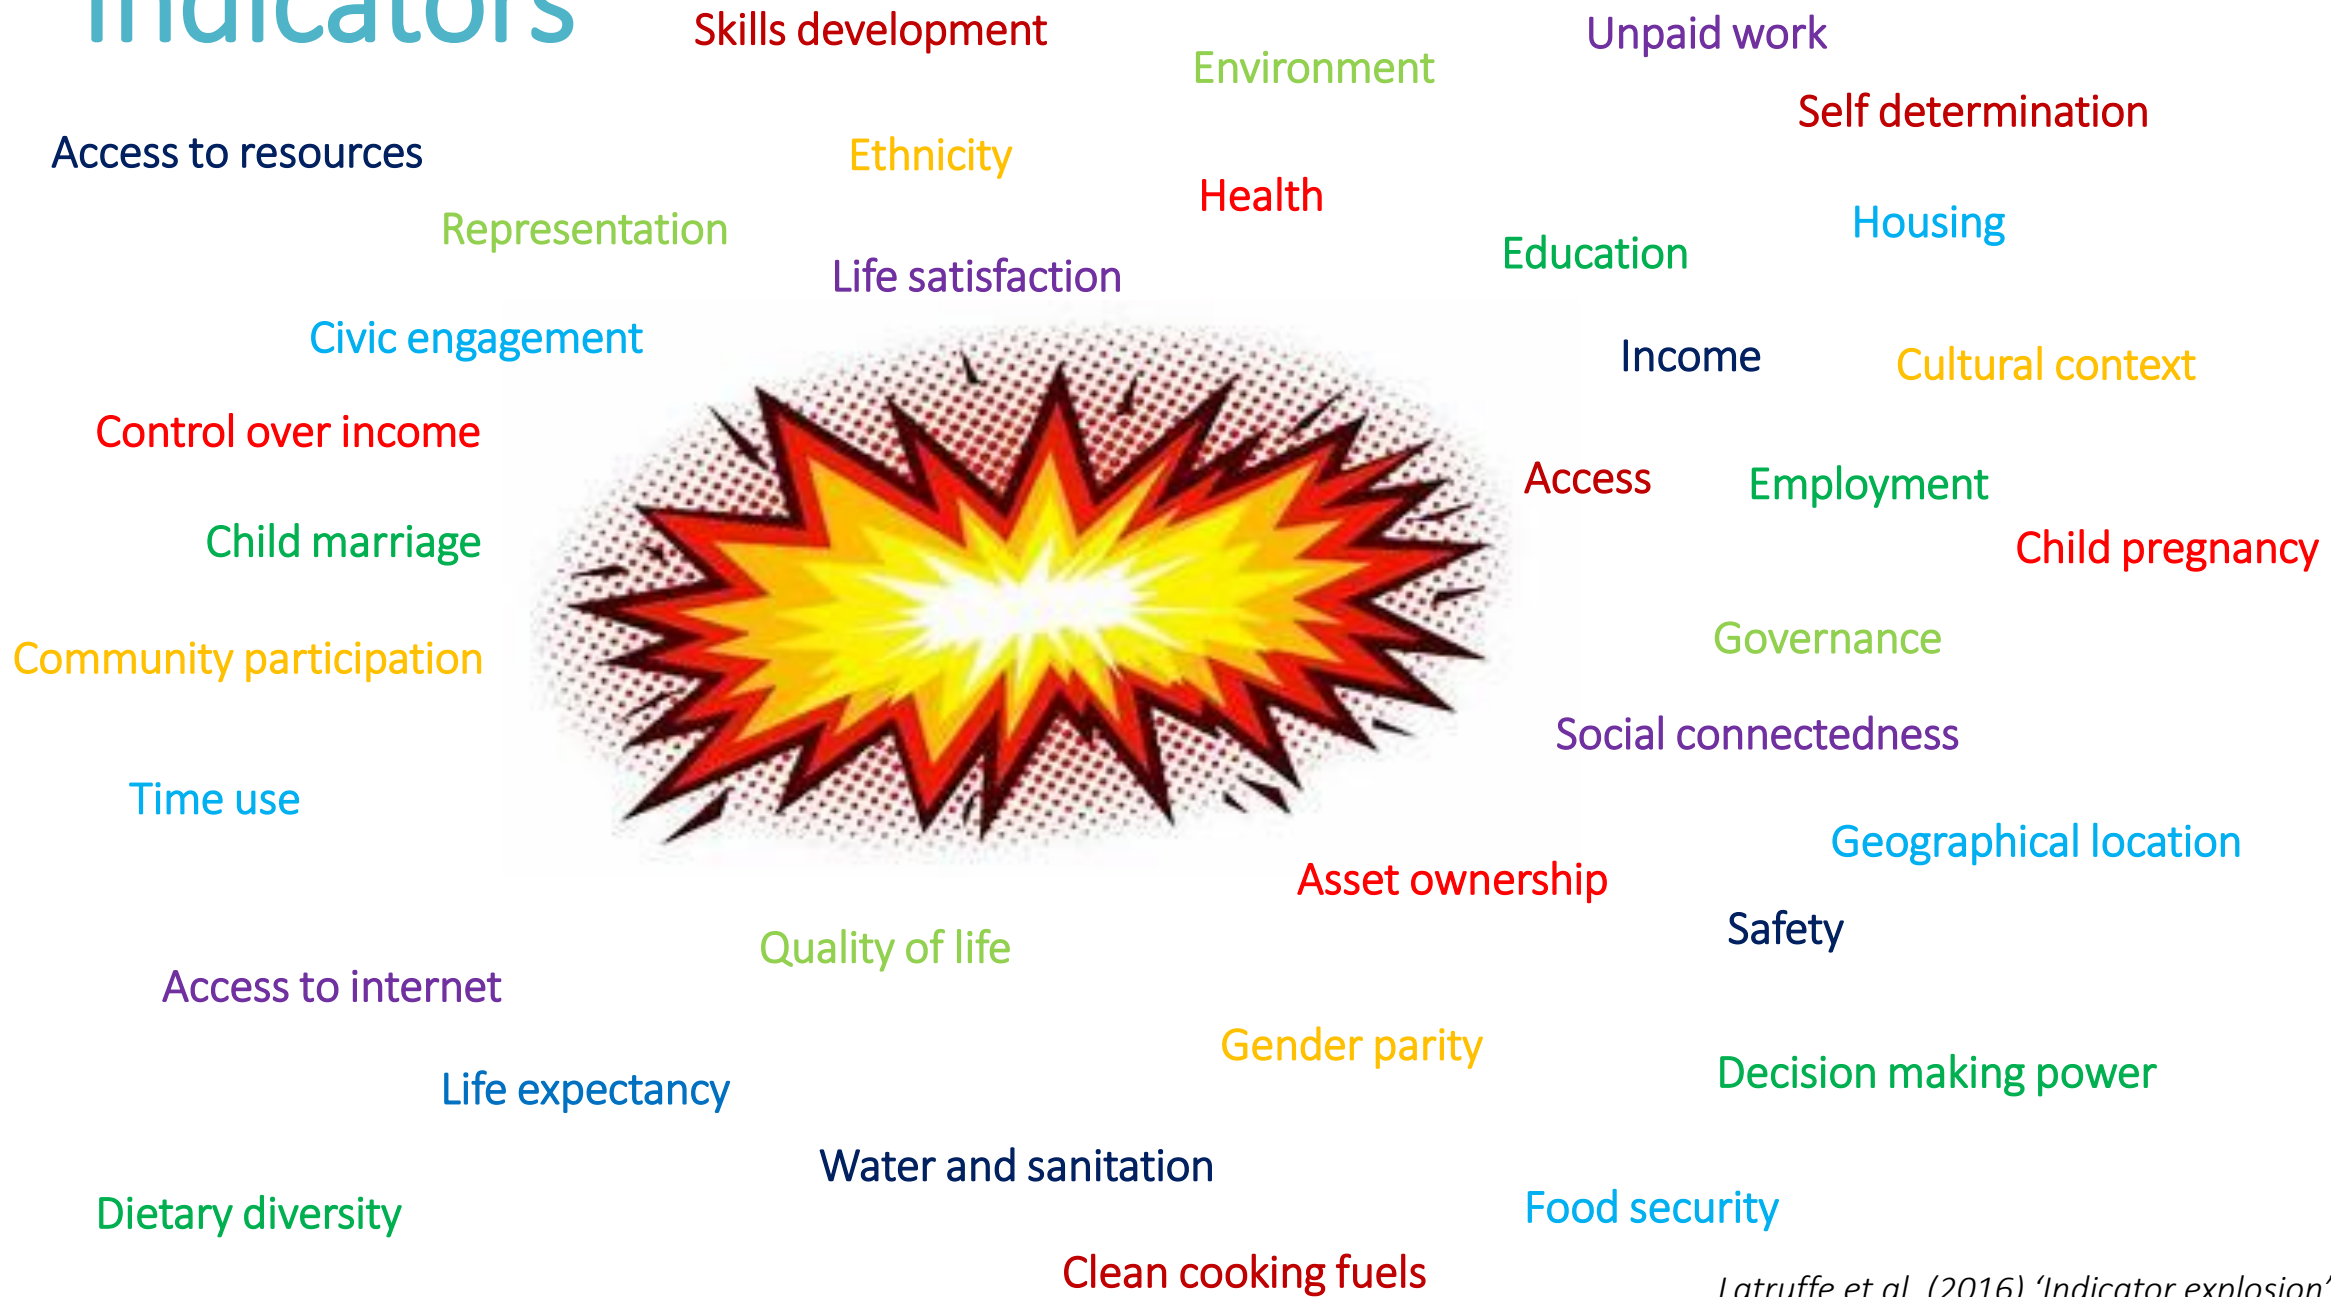 Indicators
Skills development
Unpaid work
Environment
Self determination
Access to resources
Ethnicity
Health
Housing
Representation
Education
Life satisfaction
Civic engagement
Income
Cultural context
Control over income
Access
Employment
Child marriage
Child pregnancy
Governance
Community participation
Social connectedness
Time use
Geographical location
Asset ownership
Safety
Quality of life
Access to internet
Gender parity
Decision making power
Life expectancy
Water and sanitation
Food security
Dietary diversity
Clean cooking fuels
Latruffe et al. (2016) ‘Indicator explosion’